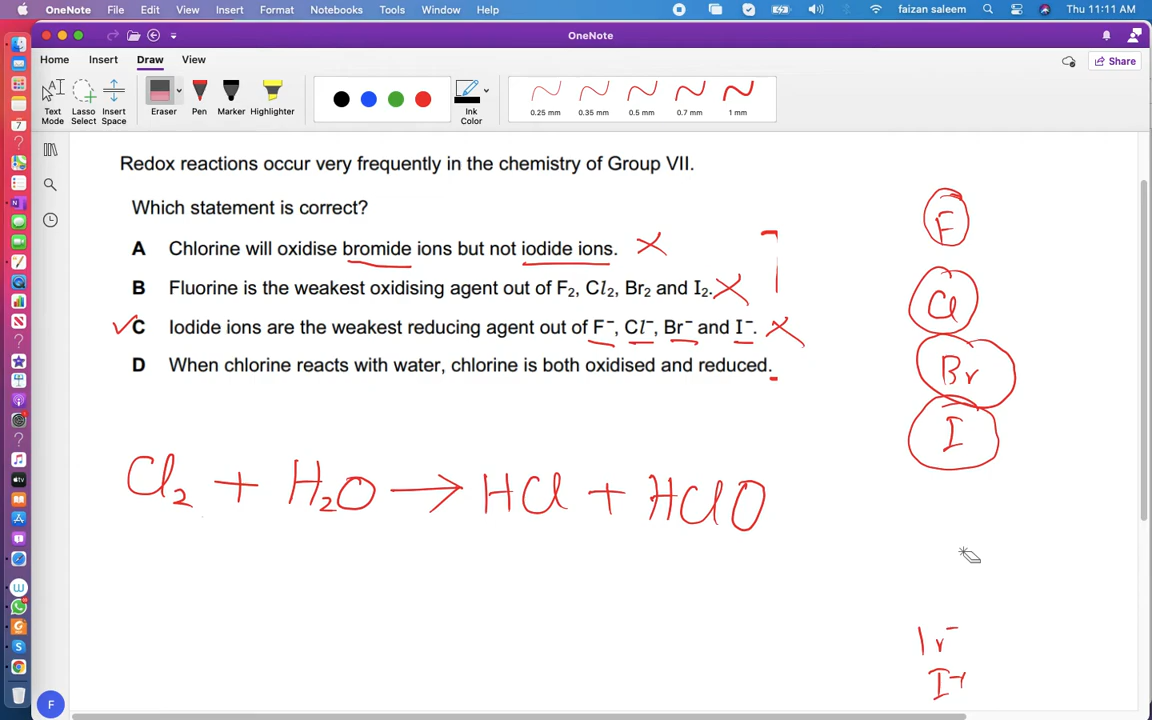 OneNote File Edit View Insert Format Notebooks Tools Window Help faizan saleem Thu 11:11 AM
OneNote
Home Insert Draw View Share
Text Mode Lasso Select Insert Space Eraser Pen Marker Highlighter Ink Color 0.25 mm 0.35 mm 0.5 mm 0.7 mm 1 mm
Redox reactions occur very frequently in the chemistry of Group VII.
Which statement is correct?
A Chlorine will oxidise bromide ions but not iodide ions.
B Fluorine is the weakest oxidising agent out of F₂, Cl₂, Br₂ and I₂.
C Iodide ions are the weakest reducing agent out of F⁻, Cl⁻, Br⁻ and I⁻.
D When chlorine reacts with water, chlorine is both oxidised and reduced.
F
Cl
Br
I
Cl₂ + H₂O → HCl + HClO
F